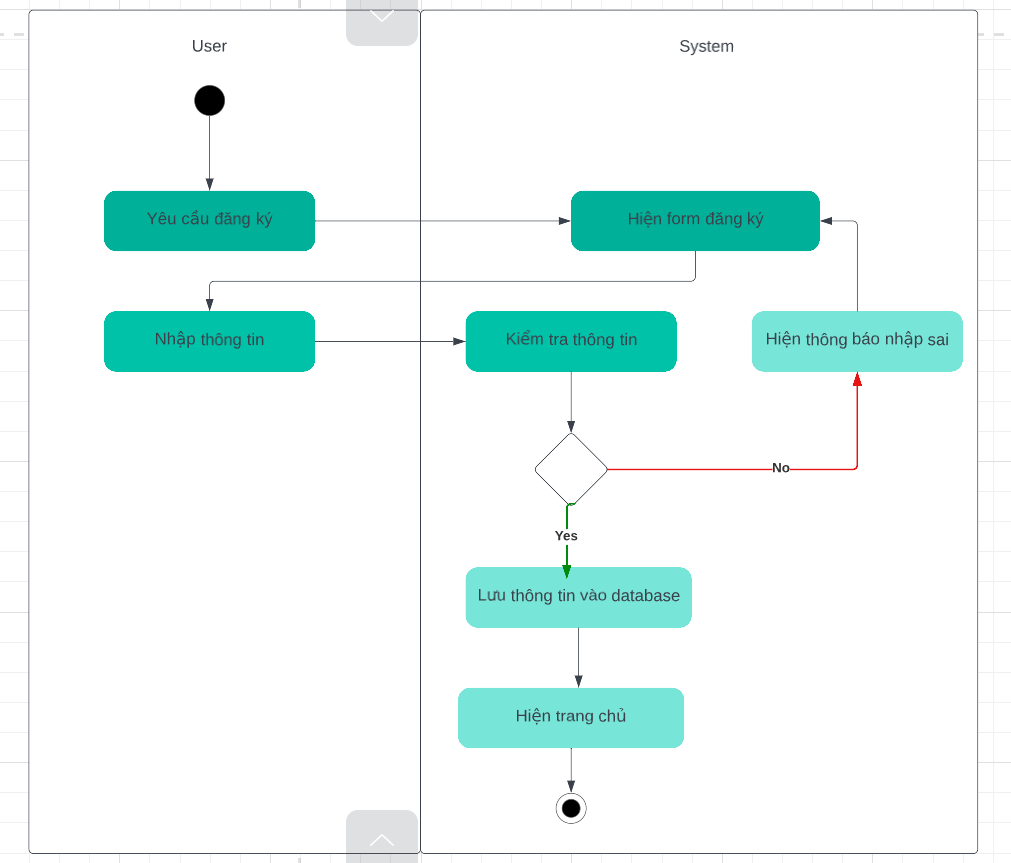 User
System
Yêu cầu đăng ký
Hiện form đăng ký
Nhập thông tin
Kiểm tra thông tin
Hiện thông báo nhập sai
No
Yes
Lưu thông tin vào database
Hiện trang chủ